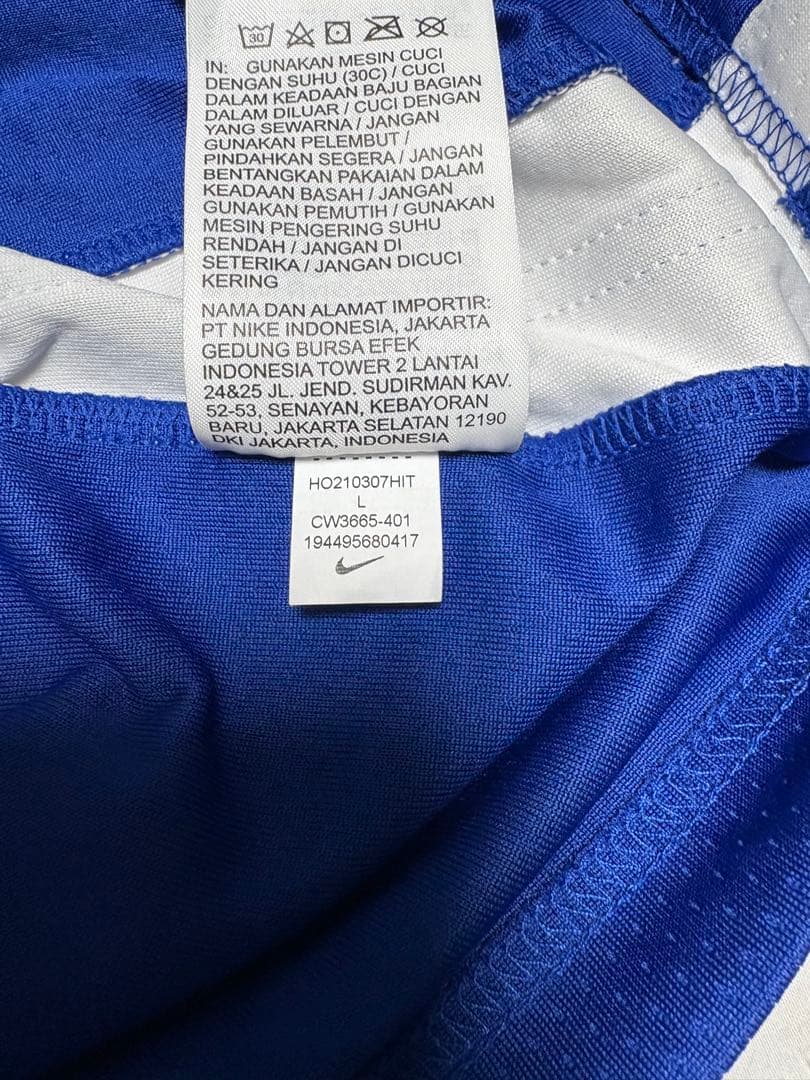 30
IN: GUNAKAN MESIN CUCI
DENGAN SUHU (30C) / CUCI
DALAM KEADAAN BAJU BAGIAN
DALAM DILUAR / CUCI DENGAN
YANG SEWARNA / JANGAN
GUNAKAN PELEMBUT /
PINDAHKAN SEGERA / JANGAN
BENTANGKAN PAKAIAN DALAM
KEADAAN BASAH / JANGAN
GUNAKAN PEMUTIH / GUNAKAN
MESIN PENGERING SUHU
RENDAH / JANGAN DI
SETERIKA / JANGAN DICUCI
KERING
NAMA DAN ALAMAT IMPORTIR:
PT NIKE INDONESIA, JAKARTA
GEDUNG BURSA EFEK
INDONESIA TOWER 2 LANTAI
24&25 JL. JEND. SUDIRMAN KAV.
52-53, SENAYAN, KEBAYORAN
BARU, JAKARTA SELATAN 12190
DKI JAKARTA, INDONESIA
HO210307HIT
L
CW3665-401
194495680417